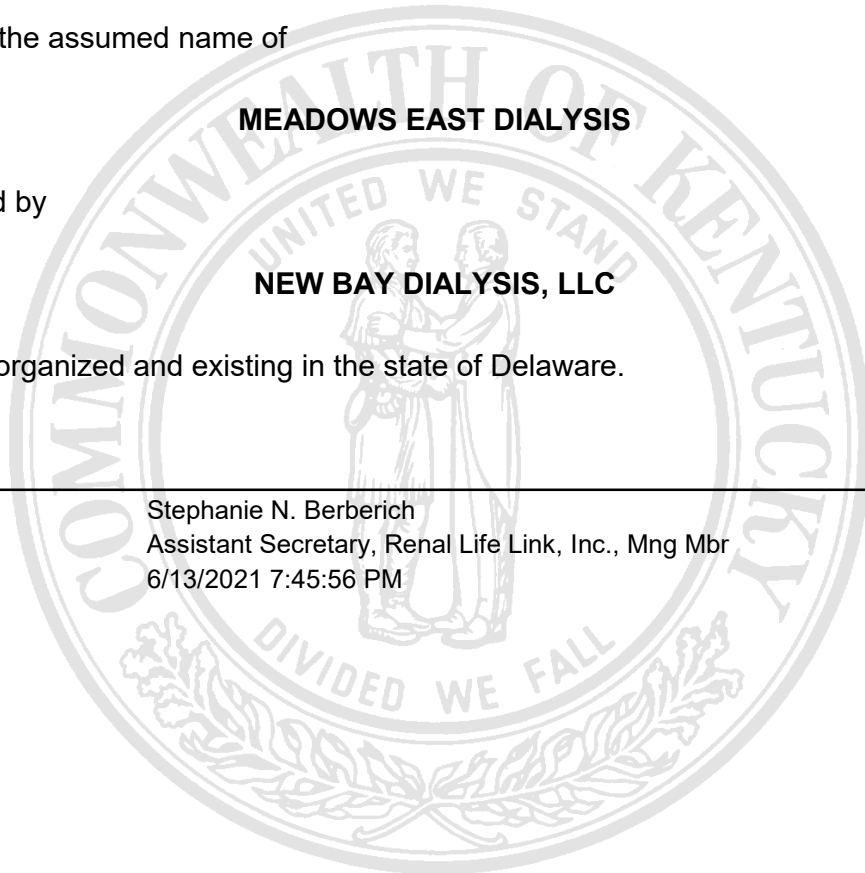 the assumed name of
MEADOWS EAST DIALYSIS
d by
NEW BAY DIALYSIS, LLC
organized and existing in the state of Delaware.
Stephanie N. Berberich
Assistant Secretary, Renal Life Link, Inc., Mng Mbr
6/13/2021 7:45:56 PM
COMMONWEALTH OF KENTUCKY
UNITED WE STAND
DIVIDED WE FALL